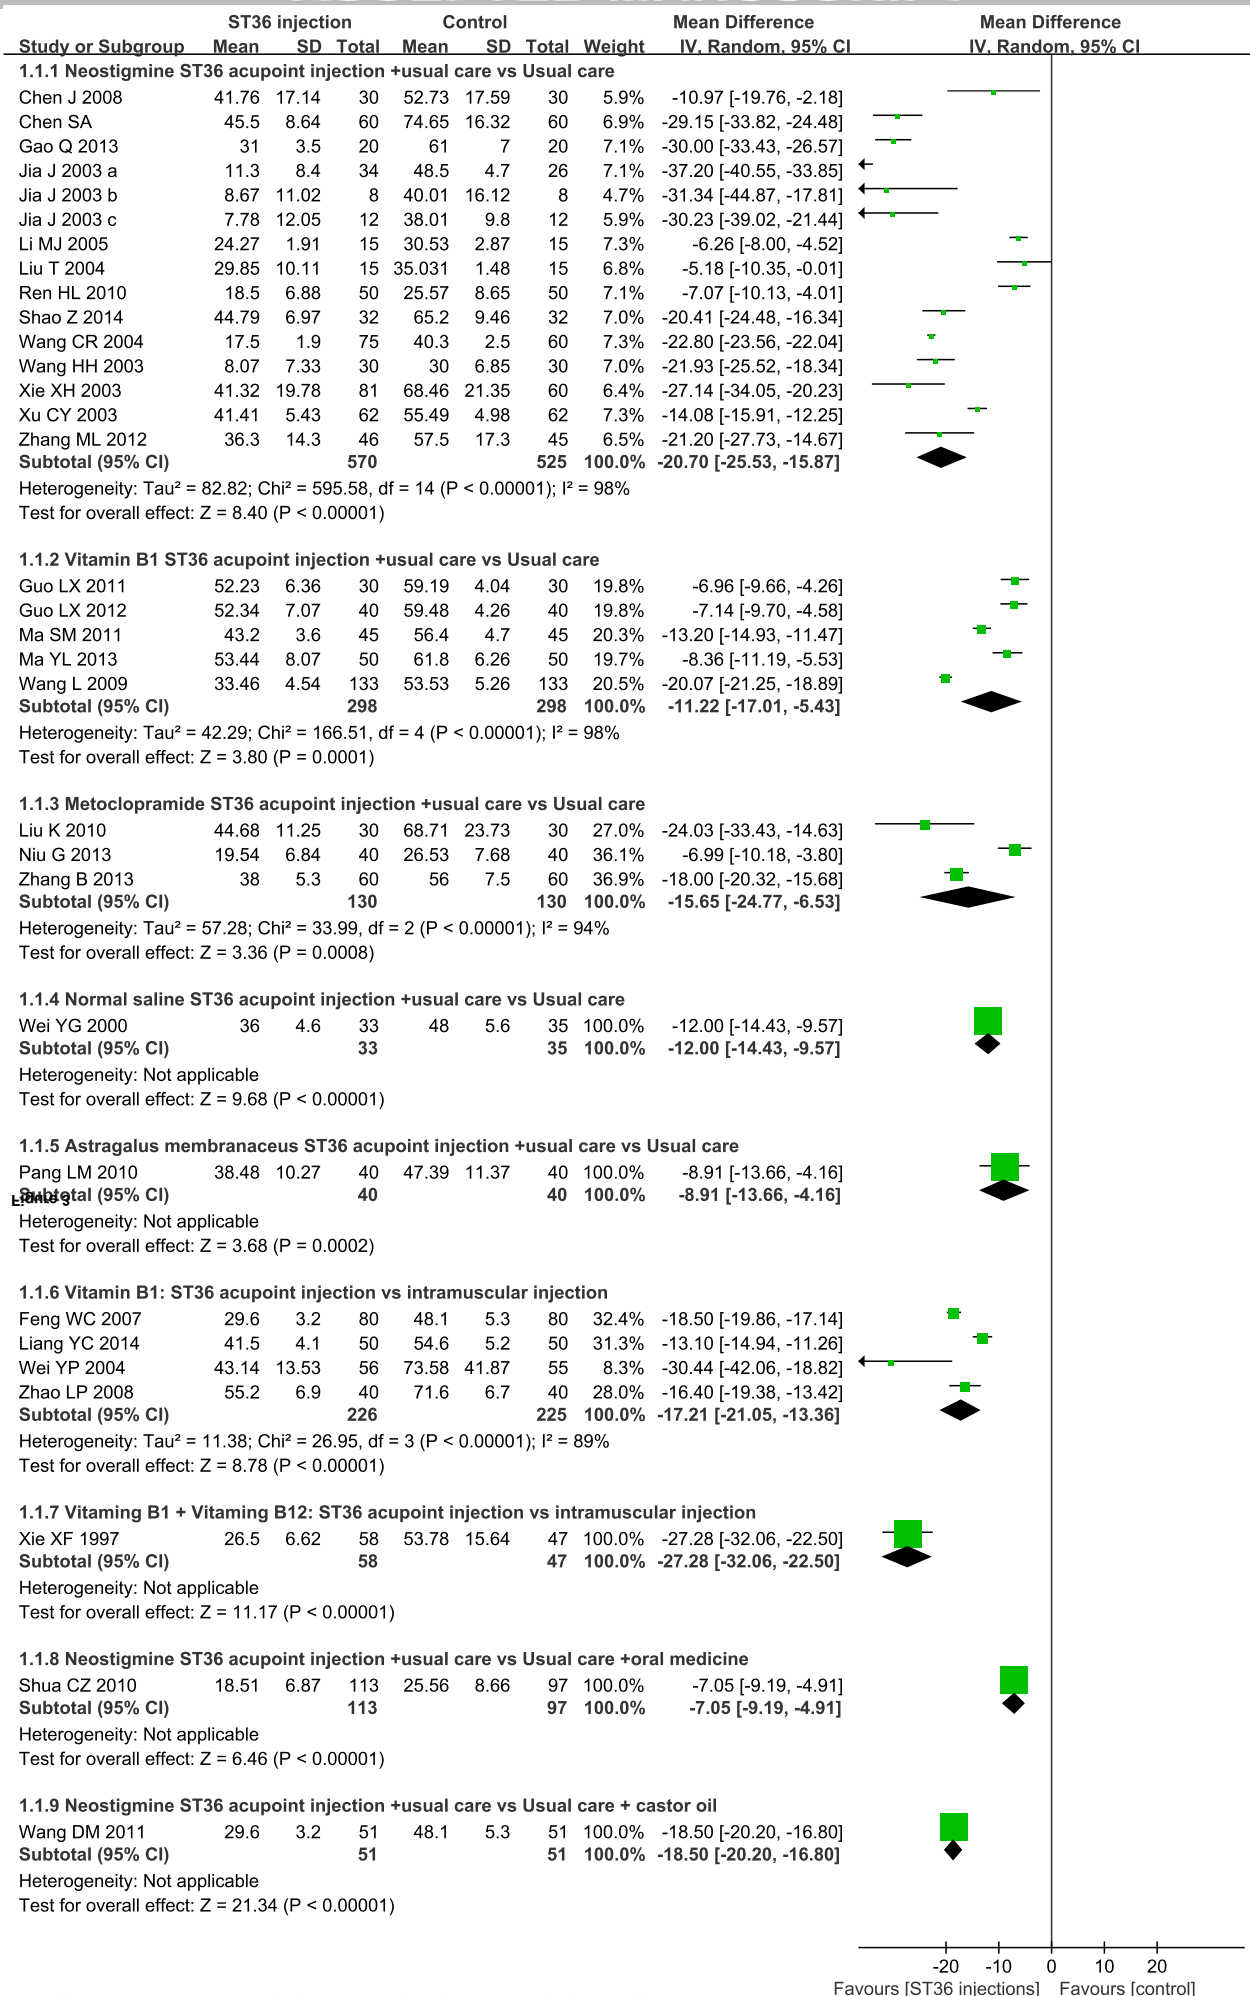 ST36 injection Control Mean Difference Mean Difference
Study or Subgroup Mean SD Total Mean SD Total Weight IV, Random, 95% CI IV, Random, 95% CI
1.1.1 Neostigmine ST36 acupoint injection +usual care vs Usual care
Chen J 2008 41.76 17.14 30 52.73 17.59 30 5.9% -10.97 [-19.76, -2.18]
Chen SA 45.5 8.64 60 74.65 16.32 60 6.9% -29.15 [-33.82, -24.48]
Gao Q 2013 31 3.5 20 61 7 20 7.1% -30.00 [-33.43, -26.57]
Jia J 2003 a 11.3 8.4 34 48.5 4.7 26 7.1% -37.20 [-40.55, -33.85]
Jia J 2003 b 8.67 11.02 8 40.01 16.12 8 4.7% -31.34 [-44.87, -17.81]
Jia J 2003 c 7.78 12.05 12 38.01 9.8 12 5.9% -30.23 [-39.02, -21.44]
Li MJ 2005 24.27 1.91 15 30.53 2.87 15 7.3% -6.26 [-8.00, -4.52]
Liu T 2004 29.85 10.11 15 35.031 1.48 15 6.8% -5.18 [-10.35, -0.01]
Ren HL 2010 18.5 6.88 50 25.57 8.65 50 7.1% -7.07 [-10.13, -4.01]
Shao Z 2014 44.79 6.97 32 65.2 9.46 32 7.0% -20.41 [-24.48, -16.34]
Wang CR 2004 17.5 1.9 75 40.3 2.5 60 7.3% -22.80 [-23.56, -22.04]
Wang HH 2003 8.07 7.33 30 30 6.85 30 7.0% -21.93 [-25.52, -18.34]
Xie XH 2003 41.32 19.78 81 68.46 21.35 60 6.4% -27.14 [-34.05, -20.23]
Xu CY 2003 41.41 5.43 62 55.49 4.98 62 7.3% -14.08 [-15.91, -12.25]
Zhang ML 2012 36.3 14.3 46 57.5 17.3 45 6.5% -21.20 [-27.73, -14.67]
Subtotal (95% CI) 570 525 100.0% -20.70 [-25.53, -15.87]
Heterogeneity: Tau² = 82.82; Chi² = 595.58, df = 14 (P < 0.00001); I² = 98%
Test for overall effect: Z = 8.40 (P < 0.00001)
1.1.2 Vitamin B1 ST36 acupoint injection +usual care vs Usual care
Guo LX 2011 52.23 6.36 30 59.19 4.04 30 19.8% -6.96 [-9.66, -4.26]
Guo LX 2012 52.34 7.07 40 59.48 4.26 40 19.8% -7.14 [-9.70, -4.58]
Ma SM 2011 43.2 3.6 45 56.4 4.7 45 20.3% -13.20 [-14.93, -11.47]
Ma YL 2013 53.44 8.07 50 61.8 6.26 50 19.7% -8.36 [-11.19, -5.53]
Wang L 2009 33.46 4.54 133 53.53 5.26 133 20.5% -20.07 [-21.25, -18.89]
Subtotal (95% CI) 298 298 100.0% -11.22 [-17.01, -5.43]
Heterogeneity: Tau² = 42.29; Chi² = 166.51, df = 4 (P < 0.00001); I² = 98%
Test for overall effect: Z = 3.80 (P = 0.0001)
1.1.3 Metoclopramide ST36 acupoint injection +usual care vs Usual care
Liu K 2010 44.68 11.25 30 68.71 23.73 30 27.0% -24.03 [-33.43, -14.63]
Niu G 2013 19.54 6.84 40 26.53 7.68 40 36.1% -6.99 [-10.18, -3.80]
Zhang B 2013 38 5.3 60 56 7.5 60 36.9% -18.00 [-20.32, -15.68]
Subtotal (95% CI) 130 130 100.0% -15.65 [-24.77, -6.53]
Heterogeneity: Tau² = 57.28; Chi² = 33.99, df = 2 (P < 0.00001); I² = 94%
Test for overall effect: Z = 3.36 (P = 0.0008)
1.1.4 Normal saline ST36 acupoint injection +usual care vs Usual care
Wei YG 2000 36 4.6 33 48 5.6 35 100.0% -12.00 [-14.43, -9.57]
Subtotal (95% CI) 33 35 100.0% -12.00 [-14.43, -9.57]
Heterogeneity: Not applicable
Test for overall effect: Z = 9.68 (P < 0.00001)
1.1.5 Astragalus membranaceus ST36 acupoint injection +usual care vs Usual care
Pang LM 2010 38.48 10.27 40 47.39 11.37 40 100.0% -8.91 [-13.66, -4.16]
Subtotal (95% CI) 40 40 100.0% -8.91 [-13.66, -4.16]
Heterogeneity: Not applicable
Test for overall effect: Z = 3.68 (P = 0.0002)
1.1.6 Vitamin B1: ST36 acupoint injection vs intramuscular injection
Feng WC 2007 29.6 3.2 80 48.1 5.3 80 32.4% -18.50 [-19.86, -17.14]
Liang YC 2014 41.5 4.1 50 54.6 5.2 50 31.3% -13.10 [-14.94, -11.26]
Wei YP 2004 43.14 13.53 56 73.58 41.87 55 8.3% -30.44 [-42.06, -18.82]
Zhao LP 2008 55.2 6.9 40 71.6 6.7 40 28.0% -16.40 [-19.38, -13.42]
Subtotal (95% CI) 226 225 100.0% -17.21 [-21.05, -13.36]
Heterogeneity: Tau² = 11.38; Chi² = 26.95, df = 3 (P < 0.00001); I² = 89%
Test for overall effect: Z = 8.78 (P < 0.00001)
1.1.7 Vitaming B1 + Vitaming B12: ST36 acupoint injection vs intramuscular injection
Xie XF 1997 26.5 6.62 58 53.78 15.64 47 100.0% -27.28 [-32.06, -22.50]
Subtotal (95% CI) 58 47 100.0% -27.28 [-32.06, -22.50]
Heterogeneity: Not applicable
Test for overall effect: Z = 11.17 (P < 0.00001)
1.1.8 Neostigmine ST36 acupoint injection +usual care vs Usual care +oral medicine
Shua CZ 2010 18.51 6.87 113 25.56 8.66 97 100.0% -7.05 [-9.19, -4.91]
Subtotal (95% CI) 113 97 100.0% -7.05 [-9.19, -4.91]
Heterogeneity: Not applicable
Test for overall effect: Z = 6.46 (P < 0.00001)
1.1.9 Neostigmine ST36 acupoint injection +usual care vs Usual care + castor oil
Wang DM 2011 29.6 3.2 51 48.1 5.3 51 100.0% -18.50 [-20.20, -16.80]
Subtotal (95% CI) 51 51 100.0% -18.50 [-20.20, -16.80]
Heterogeneity: Not applicable
Test for overall effect: Z = 21.34 (P < 0.00001)
-20 -10 0 10 20
Favours [ST36 injections] Favours [control]